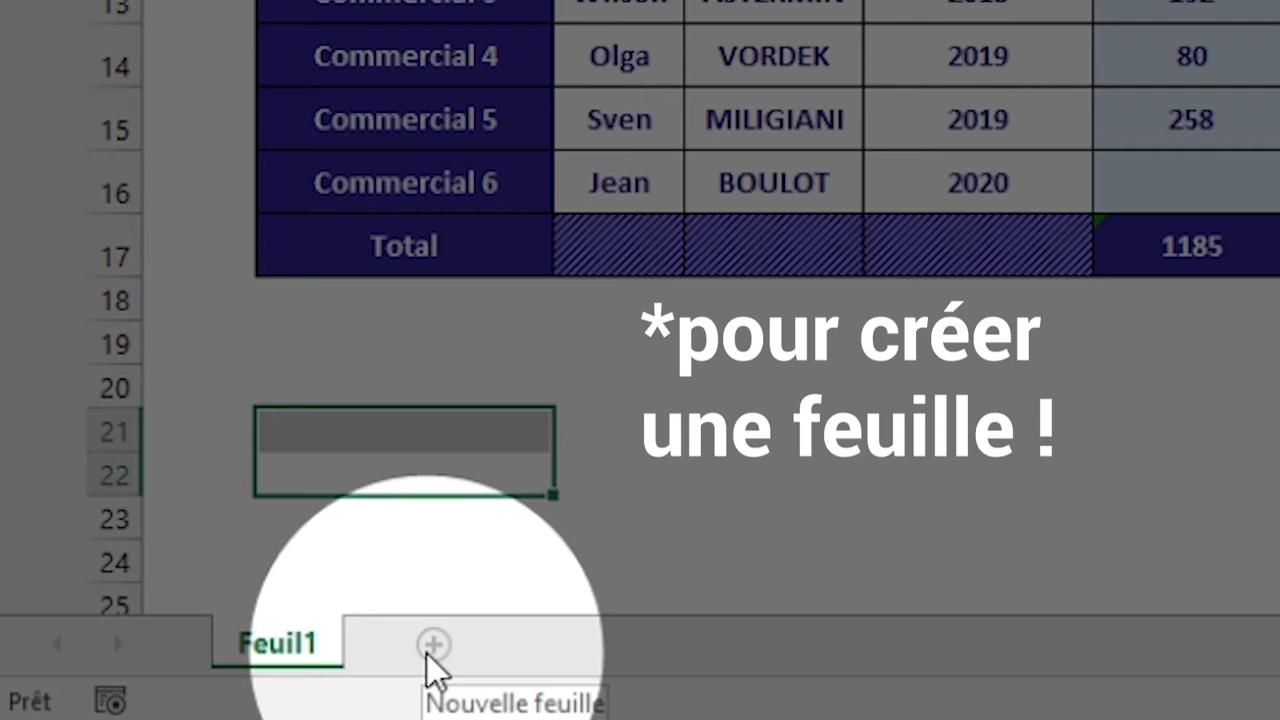 13
14 Commercial 4 Olga VORDEK 2019 80
15 Commercial 5 Sven MILIGIANI 2019 258
16 Commercial 6 Jean BOULOT 2020
17 Total 1185
18
*pour créer
19
20
une feuille !
21
22
23
24
25
Feuil1
Prêt
Nouvelle feuille